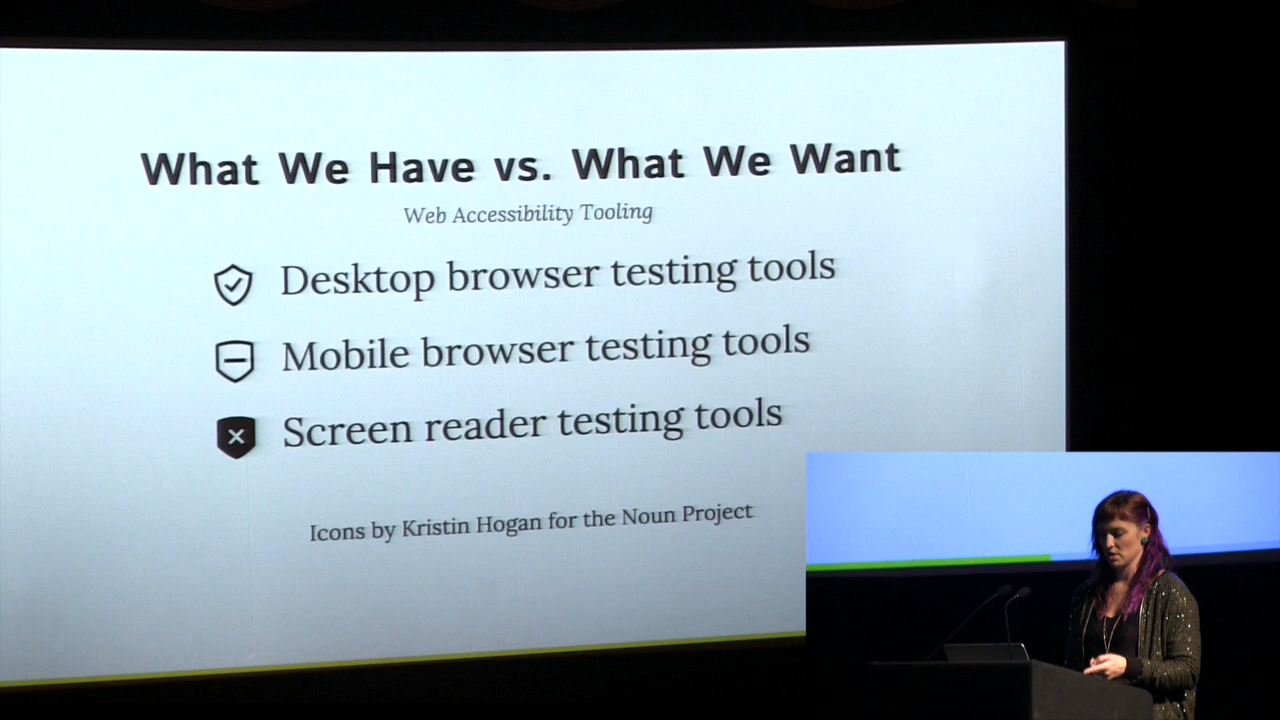 What We Have vs. What We Want
Web Accessibility Tooling
Desktop browser testing tools
Mobile browser testing tools
Screen reader testing tools
Icons by Kristin Hogan for the Noun Project